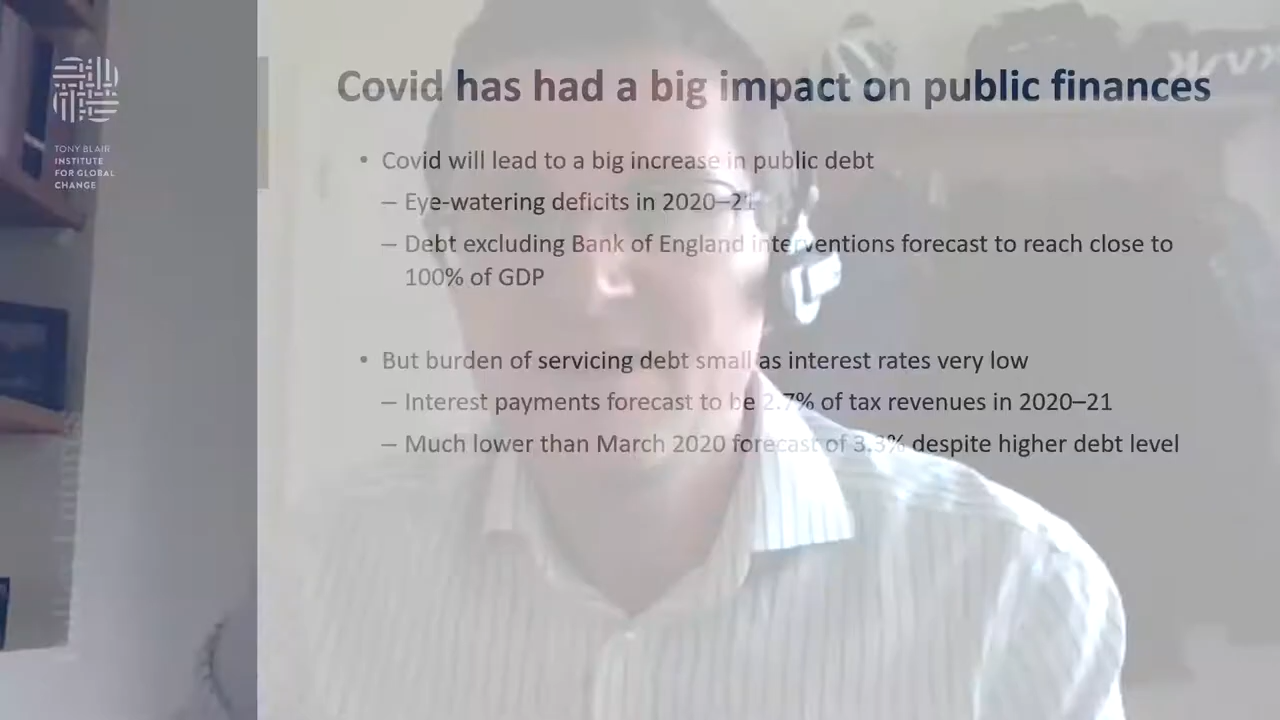 TONY BLAIR
INSTITUTE
FOR GLOBAL
CHANGE
Covid has had a big impact on public finances
• Covid will lead to a big increase in public debt
– Eye-watering deficits in 2020–21
– Debt excluding Bank of England interventions forecast to reach close to
100% of GDP
• But burden of servicing debt small as interest rates very low
– Interest payments forecast to be 2.7% of tax revenues in 2020–21
– Much lower than March 2020 forecast of 3.3% despite higher debt level